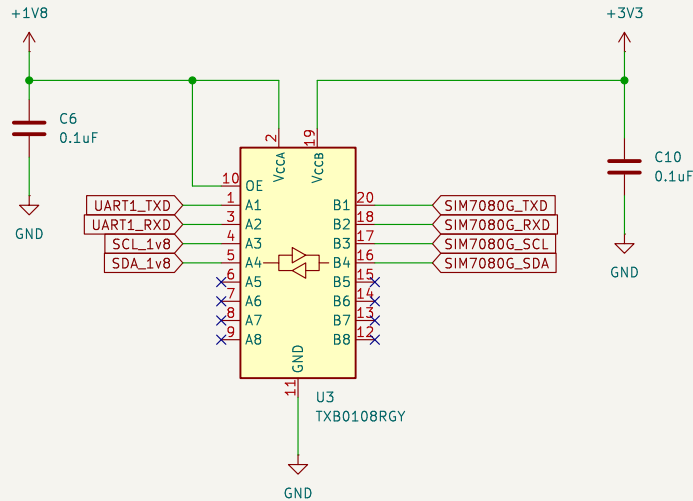 +1V8
+3V3
C6
0.1uF
C10
0.1uF
GND
GND
2
19
VCCA
VCCB
10 OE
UART1_TXD 1 A1 B1 20 SIM7080G_TXD
UART1_RXD 3 A2 B2 18 SIM7080G_RXD
SCL_1v8 4 A3 B3 17 SIM7080G_SCL
SDA_1v8 5 A4 B4 16 SIM7080G_SDA
6 A5 B5 15
7 A6 B6 14
8 A7 B7 13
9 A8 B8 12
GND
11
U3
TXB0108RGY
GND